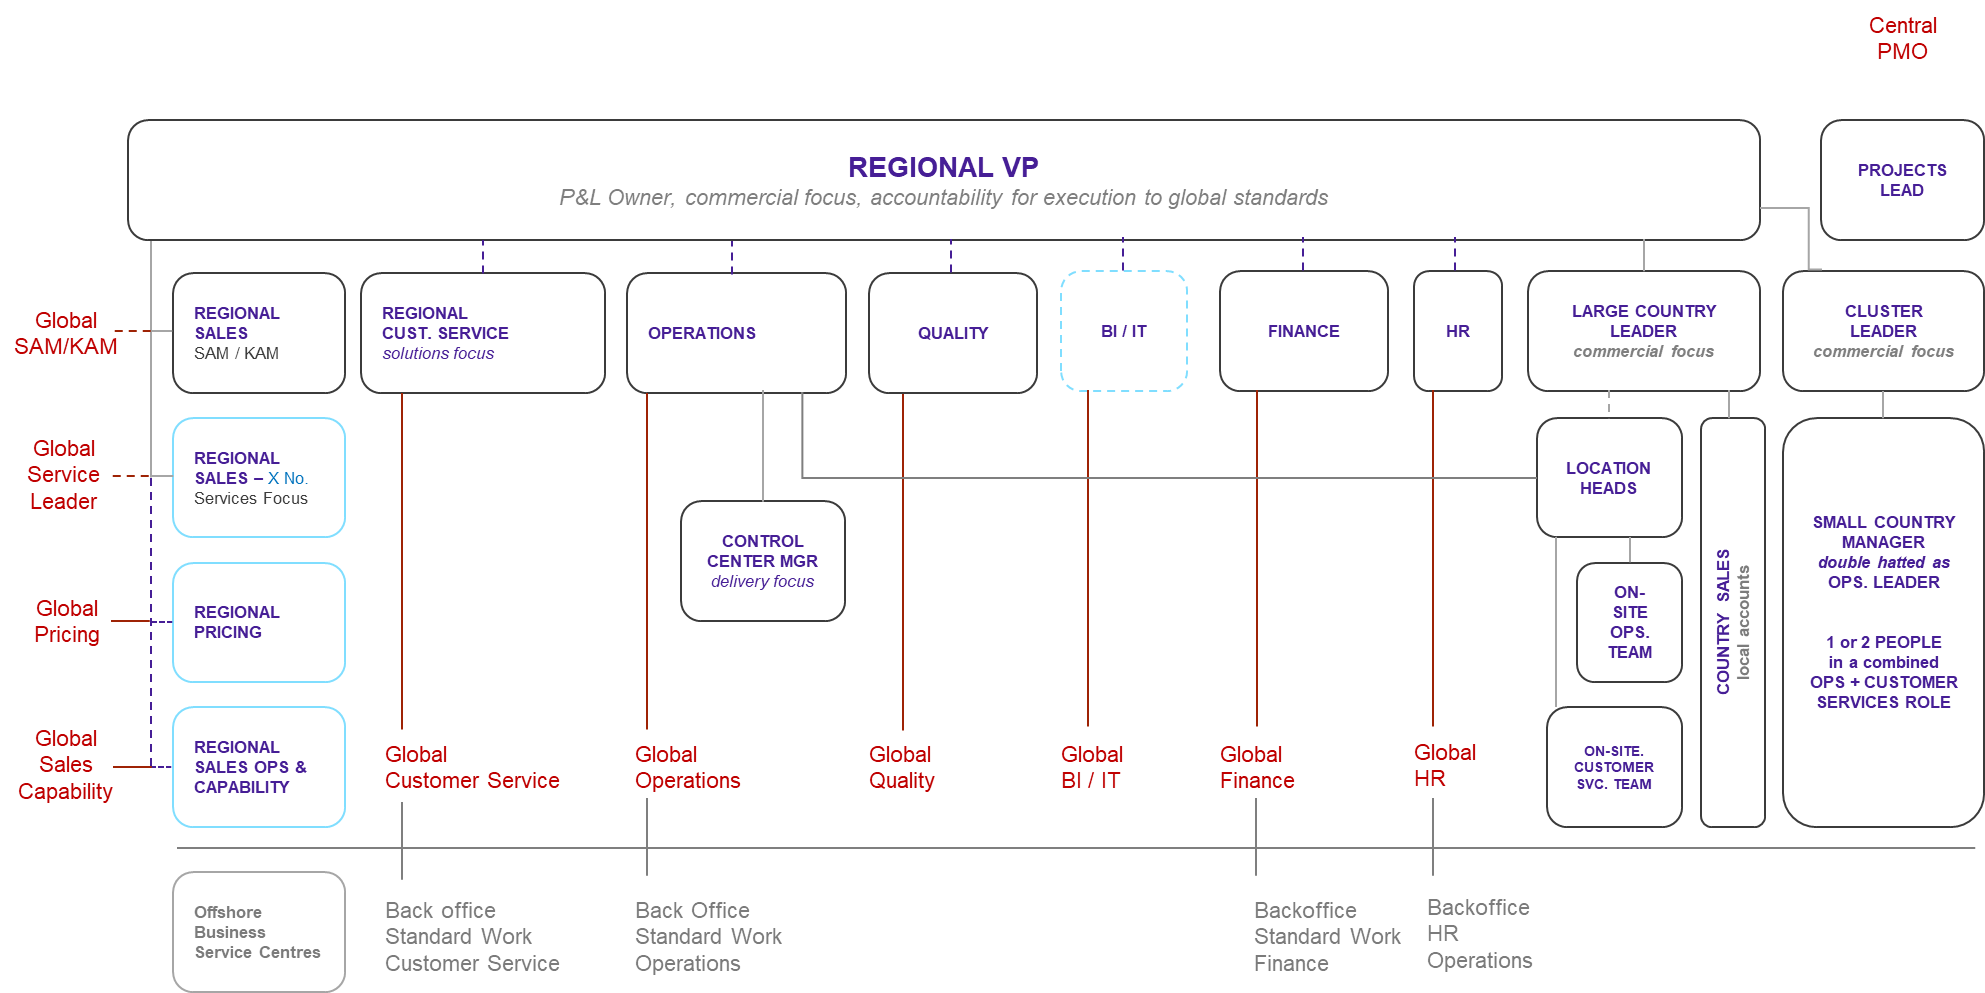 Central
PMO
REGIONAL VP
P&L Owner, commercial focus, accountability for execution to global standards
PROJECTS
LEAD
Global
SAM/KAM
REGIONAL
SALES
SAM / KAM
REGIONAL
CUST. SERVICE
solutions focus
OPERATIONS
QUALITY
BI / IT
FINANCE
HR
LARGE COUNTRY
LEADER
commercial focus
CLUSTER
LEADER
commercial focus
Global
Service
Leader
REGIONAL
SALES – X No.
Services Focus
CONTROL
CENTER MGR
delivery focus
LOCATION
HEADS
COUNTRY SALES
local accounts
SMALL COUNTRY
MANAGER
double hatted as
OPS. LEADER
1 or 2 PEOPLE
in a combined
OPS + CUSTOMER
SERVICES ROLE
Global
Pricing
REGIONAL
PRICING
ON-
SITE
OPS.
TEAM
Global
Sales
Capability
REGIONAL
SALES OPS &
CAPABILITY
Global
Customer Service
Global
Operations
Global
Quality
Global
BI / IT
Global
Finance
Global
HR
ON-SITE.
CUSTOMER
SVC. TEAM
Offshore
Business
Service Centres
Back office
Standard Work
Customer Service
Back Office
Standard Work
Operations
Backoffice
Standard Work
Finance
Backoffice
HR
Operations